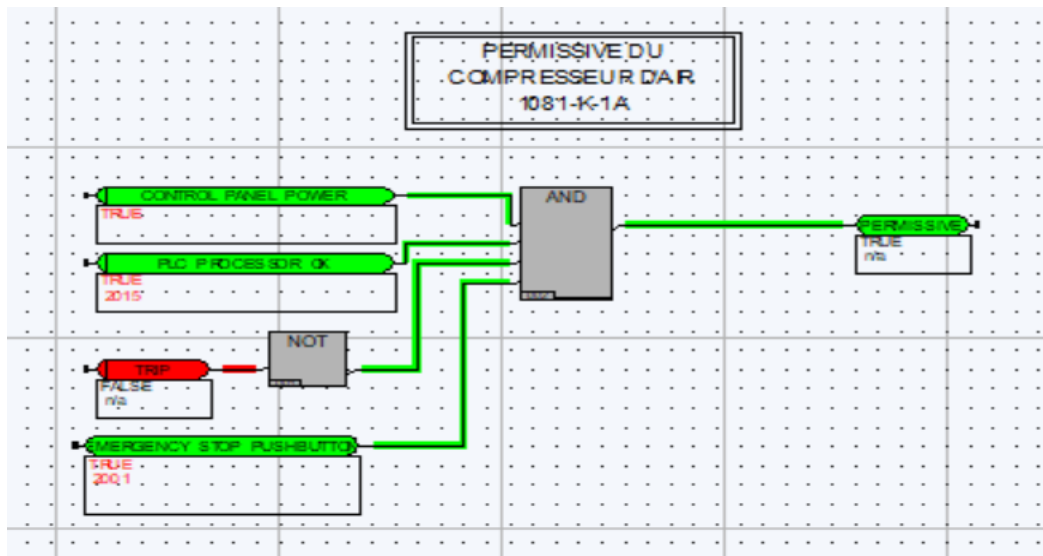 PERMISSIVE DU
COMPRESSEUR D'AIR
1081-K-1A
CONTROL PANEL POWER
TRUE
AND
PERMISSIVE
TRUE
n/a
PLC PROCESSOR OK
TRUE
2015
NOT
TRIP
FALSE
n/a
EMERGENCY STOP PUSHBUTTO
TRUE
2001